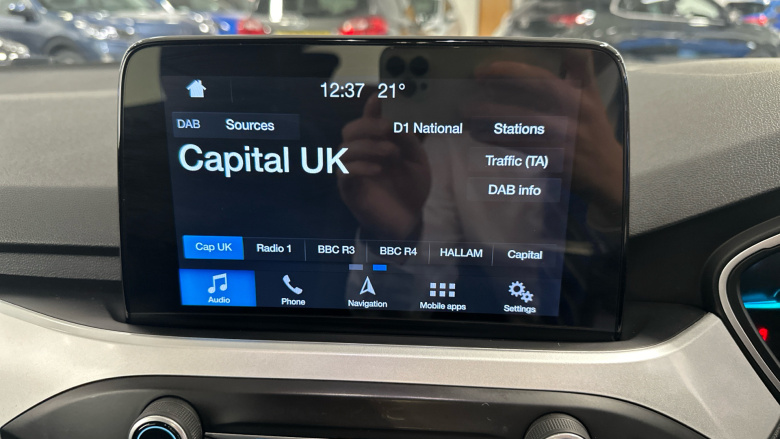 12:37 21°
DAB Sources D1 National Stations
Capital UK
Traffic (TA)
DAB info
Cap UK Radio 1 BBC R3 BBC R4 HALLAM Capital
Audio Phone Navigation Mobile apps Settings